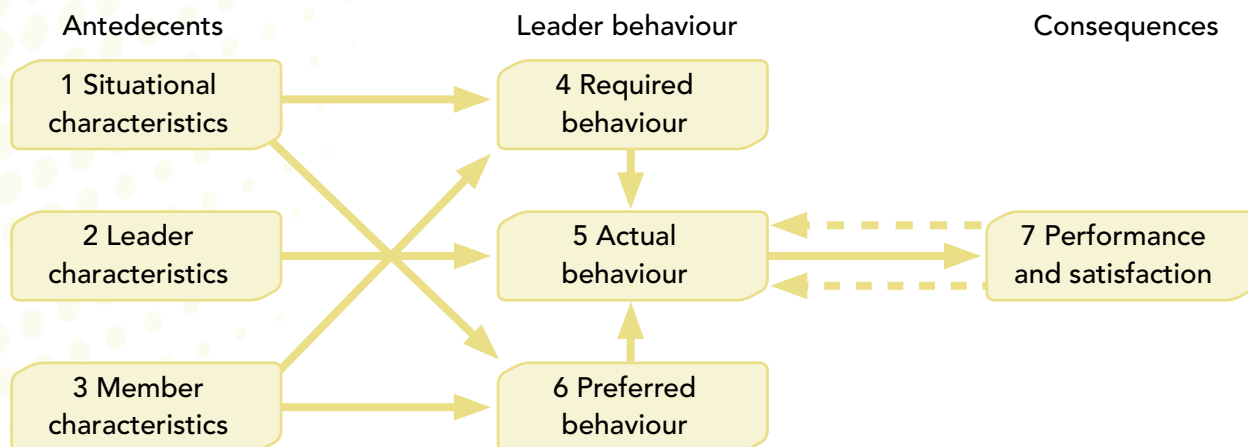 Antedecents
Leader behaviour
Consequences
1 Situational
characteristics
4 Required
behaviour
2 Leader
characteristics
5 Actual
behaviour
7 Performance
and satisfaction
3 Member
characteristics
6 Preferred
behaviour